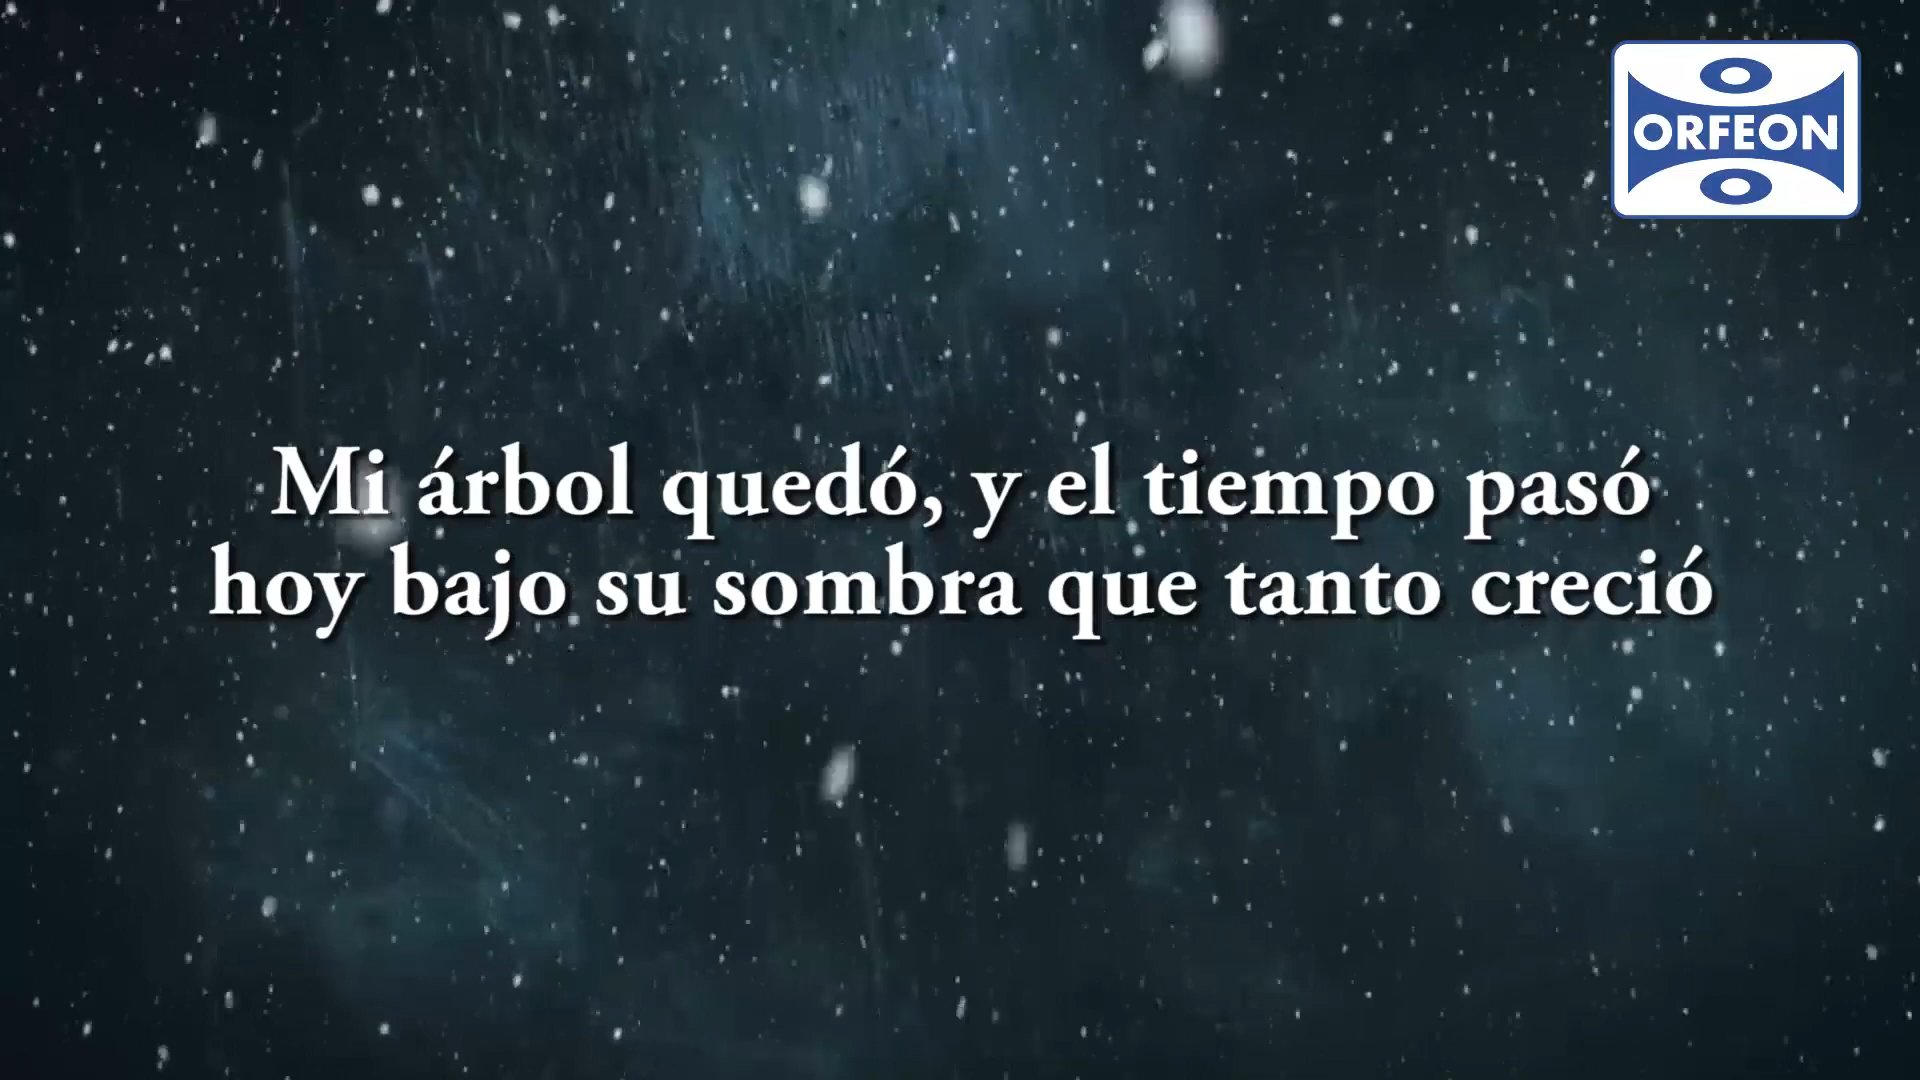 ORFEON
Mi árbol quedó, y el tiempo pasó
hoy bajo su sombra que tanto creció